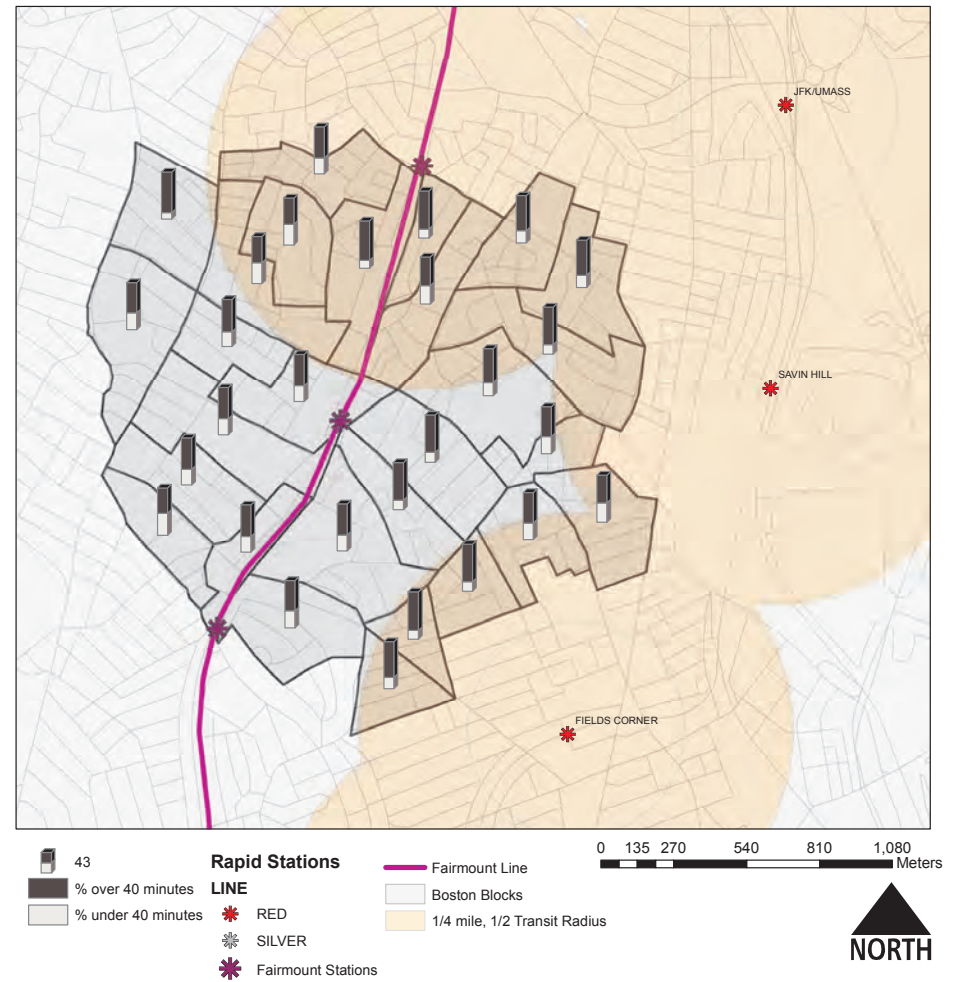 JFK/UMASS
SAVIN HILL
FIELDS CORNER
43
% over 40 minutes
% under 40 minutes
Rapid Stations
LINE
RED
SILVER
Fairmount Stations
Fairmount Line
Boston Blocks
1/4 mile, 1/2 Transit Radius
0 135 270 540 810 1,080
Meters
NORTH